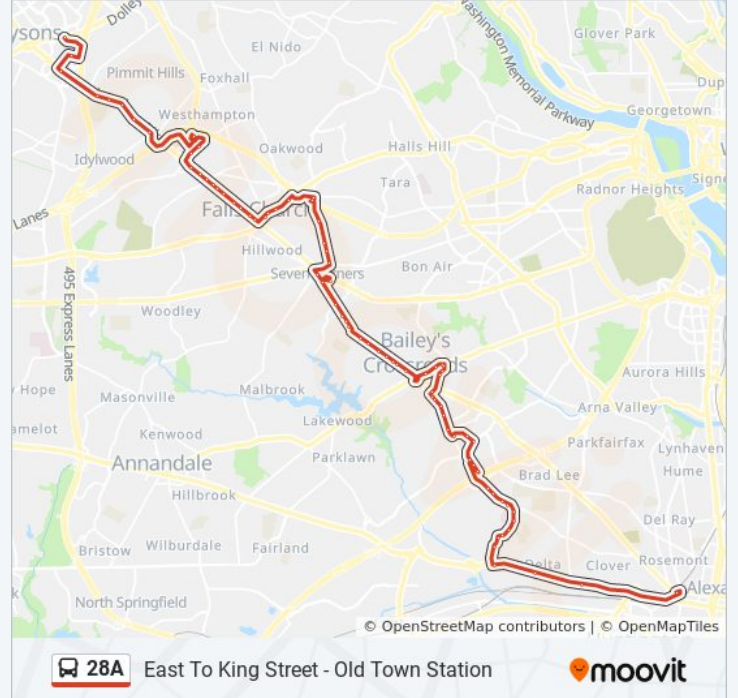 ysons
Dolley
El Nido
Glover Park
Washington Memorial Parkway
Pimmit Hills
Foxhall
Dup
Westhampton
Georgetown
Idylwood
Oakwood
Halls Hill
Tara
Radnor Heights
Signe
Lanes
Falls Church
Hillwood
Seven Corners
Bon Air
495 Express Lanes
Woodley
Bailey's
Crossroads
y Hope
Masonville
Malbrook
Aurora Hills
Arna Valley
amelot
Kenwood
Lakewood
Parklawn
Parkfairfax
Lynhaven
Annandale
Hume
Brad Lee
Hillbrook
Del Ray
Bristow
Wilburdale
Fairland
Delta
Clover
Rosemont
k
Alexa
North Springfield
© OpenStreetMap contributors | © OpenMapTiles
28A East To King Street - Old Town Station
moovit